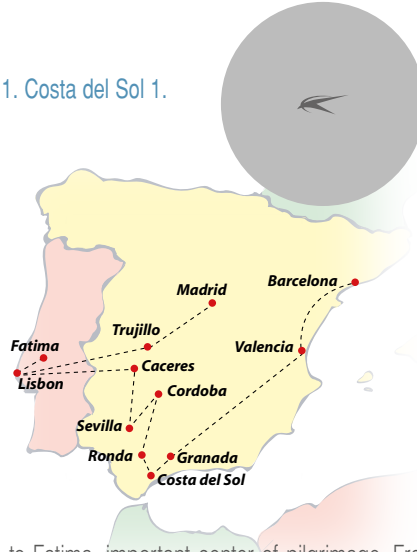 1. Costa del Sol 1.
Madrid
Barcelona
Trujillo
Valencia
Fatima
Caceres
Lisbon
Cordoba
Sevilla
Ronda
Granada
Costa del Sol
to Fatima, important center of pilgrimage. Fre